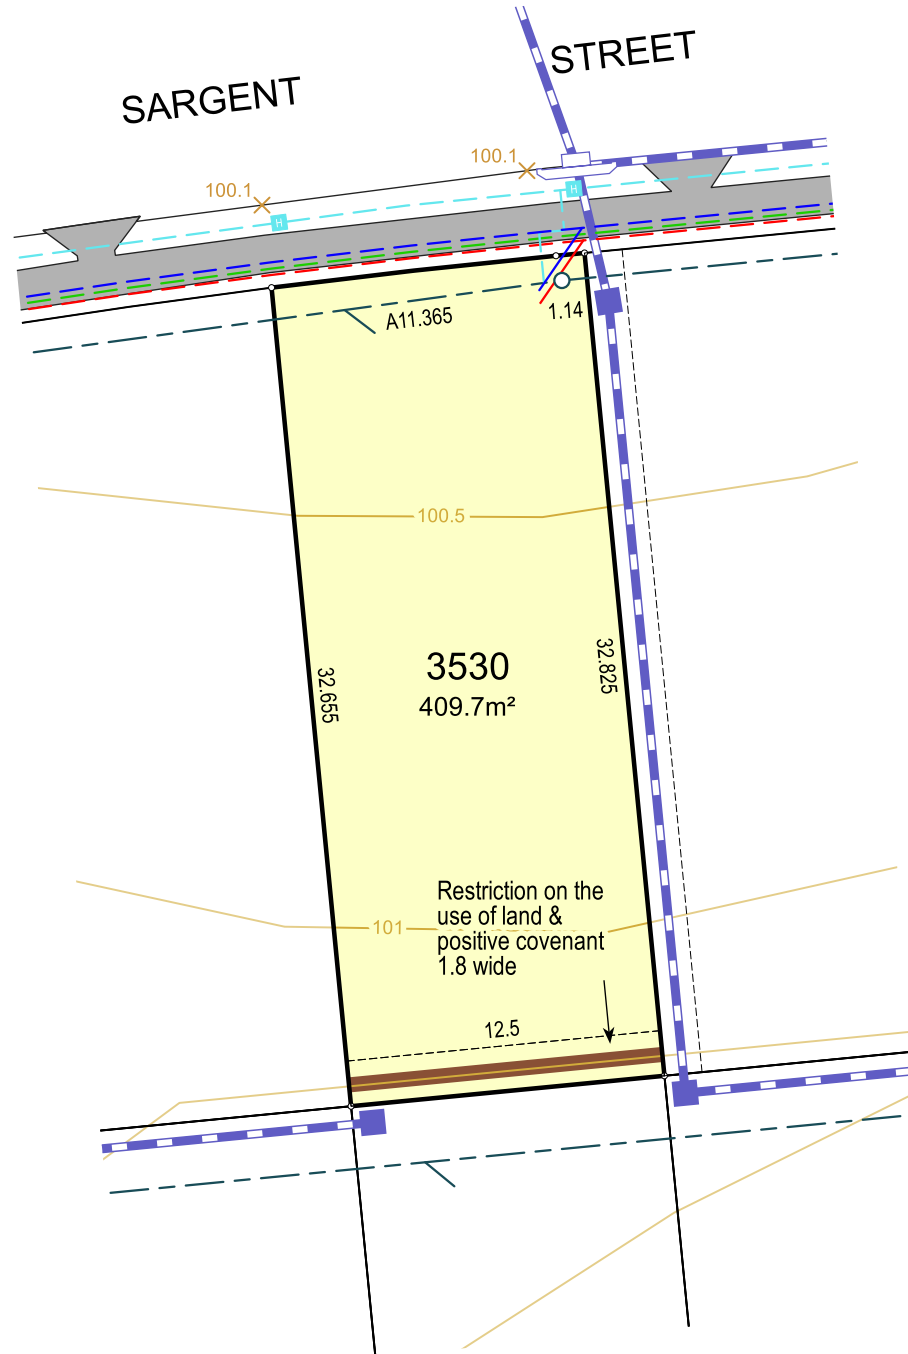 SARGENT STREET
100.1
100.1
H
H
A11.365
1.14
100.5
3530
409.7m²
32.655
32.825
Restriction on the
use of land &
positive covenant
1.8 wide
101
12.5